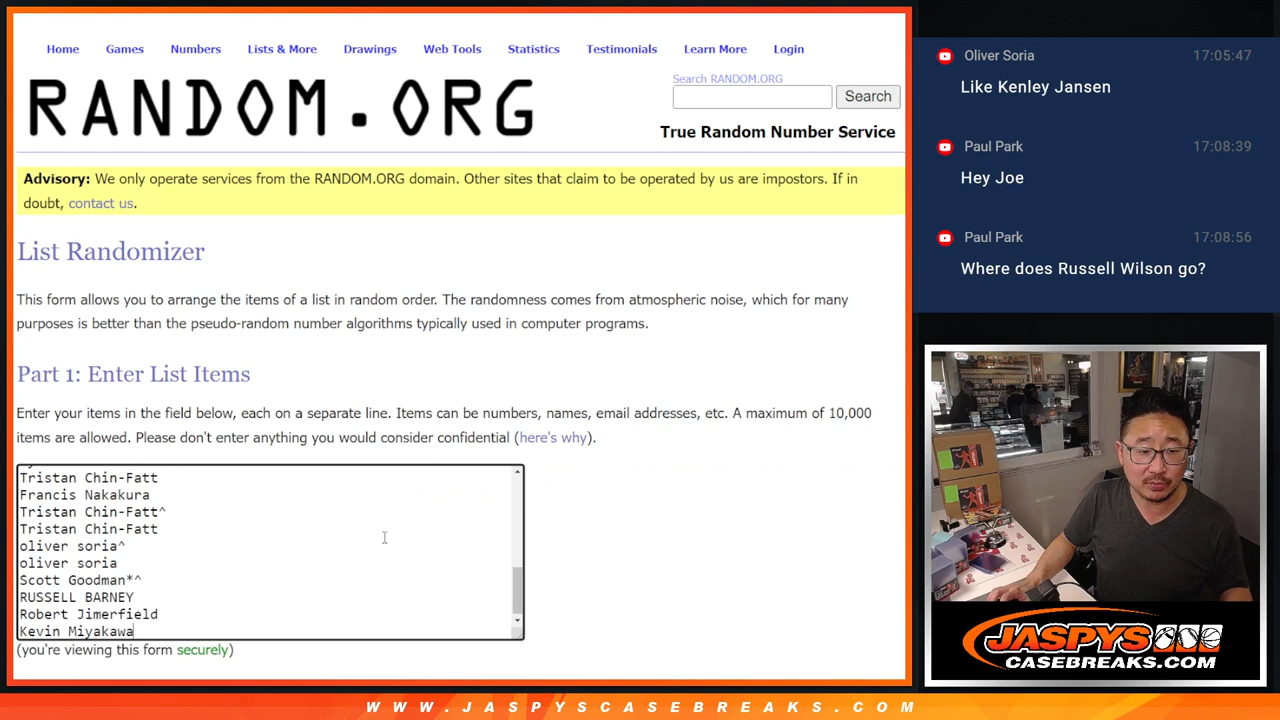 Home Games Numbers Lists & More Drawings Web Tools Statistics Testimonials Learn More Login
RANDOM.ORG
Search RANDOM.ORG
Search
True Random Number Service
Advisory: We only operate services from the RANDOM.ORG domain. Other sites that claim to be operated by us are impostors. If in
doubt, contact us.
List Randomizer
This form allows you to arrange the items of a list in random order. The randomness comes from atmospheric noise, which for many
purposes is better than the pseudo-random number algorithms typically used in computer programs.
Part 1: Enter List Items
Enter your items in the field below, each on a separate line. Items can be numbers, names, email addresses, etc. A maximum of 10,000
items are allowed. Please don't enter anything you would consider confidential (here's why).
Tristan Chin-Fatt
Francis Nakakura
Tristan Chin-Fatt^
Tristan Chin-Fatt
oliver soria^
oliver soria
Scott Goodman*^
RUSSELL BARNEY
Robert Jimerfield
Kevin Miyakawa
(you're viewing this form securely)
Oliver Soria 17:05:47
Like Kenley Jansen
Paul Park 17:08:39
Hey Joe
Paul Park 17:08:56
Where does Russell Wilson go?
JASPYS
CASEBREAKS.COM
WWW.JASPYSCASEBREAKS.COM